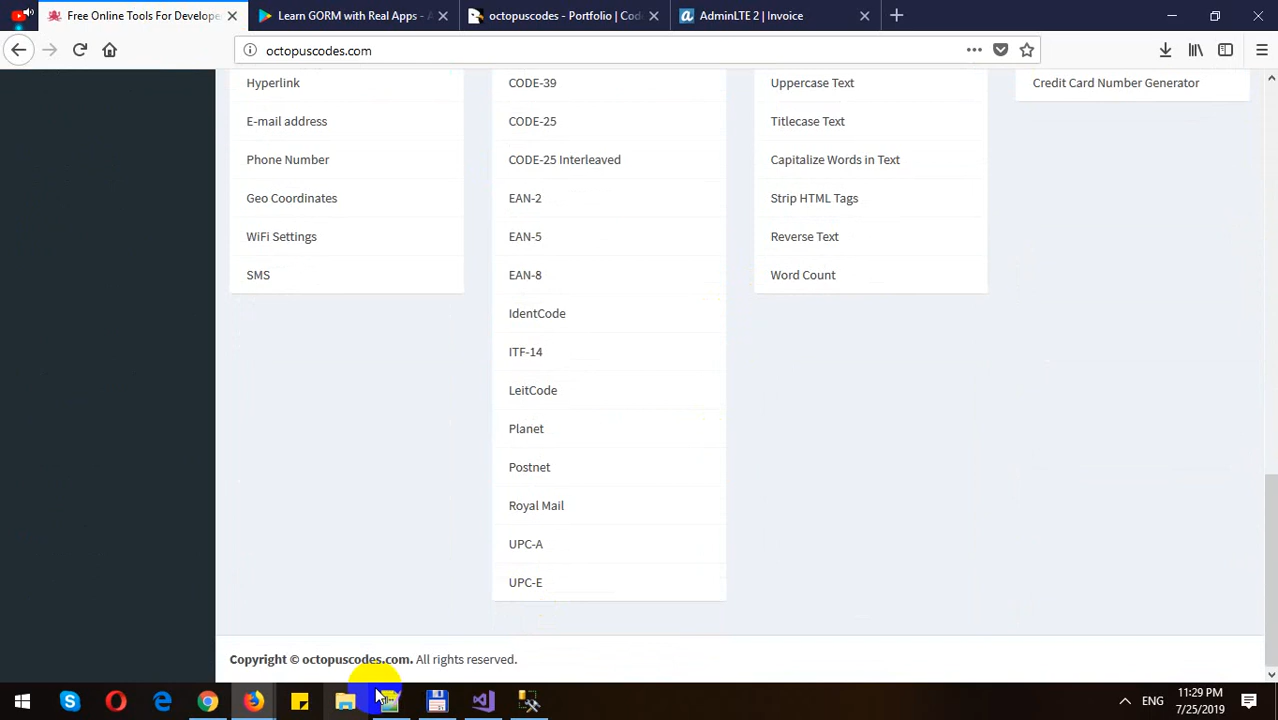 Free Online Tools For Develope
Learn GORM with Real Apps - A
octopuscodes - Portfolio | Cod
AdminLTE 2 | Invoice
octopuscodes.com
Hyperlink
E-mail address
Phone Number
Geo Coordinates
WiFi Settings
SMS
CODE-39
CODE-25
CODE-25 Interleaved
EAN-2
EAN-5
EAN-8
IdentCode
ITF-14
LeitCode
Planet
Postnet
Royal Mail
UPC-A
UPC-E
Uppercase Text
Titlecase Text
Capitalize Words in Text
Strip HTML Tags
Reverse Text
Word Count
Credit Card Number Generator
Copyright © octopuscodes.com. All rights reserved.
ENG
11:29 PM
7/25/2019